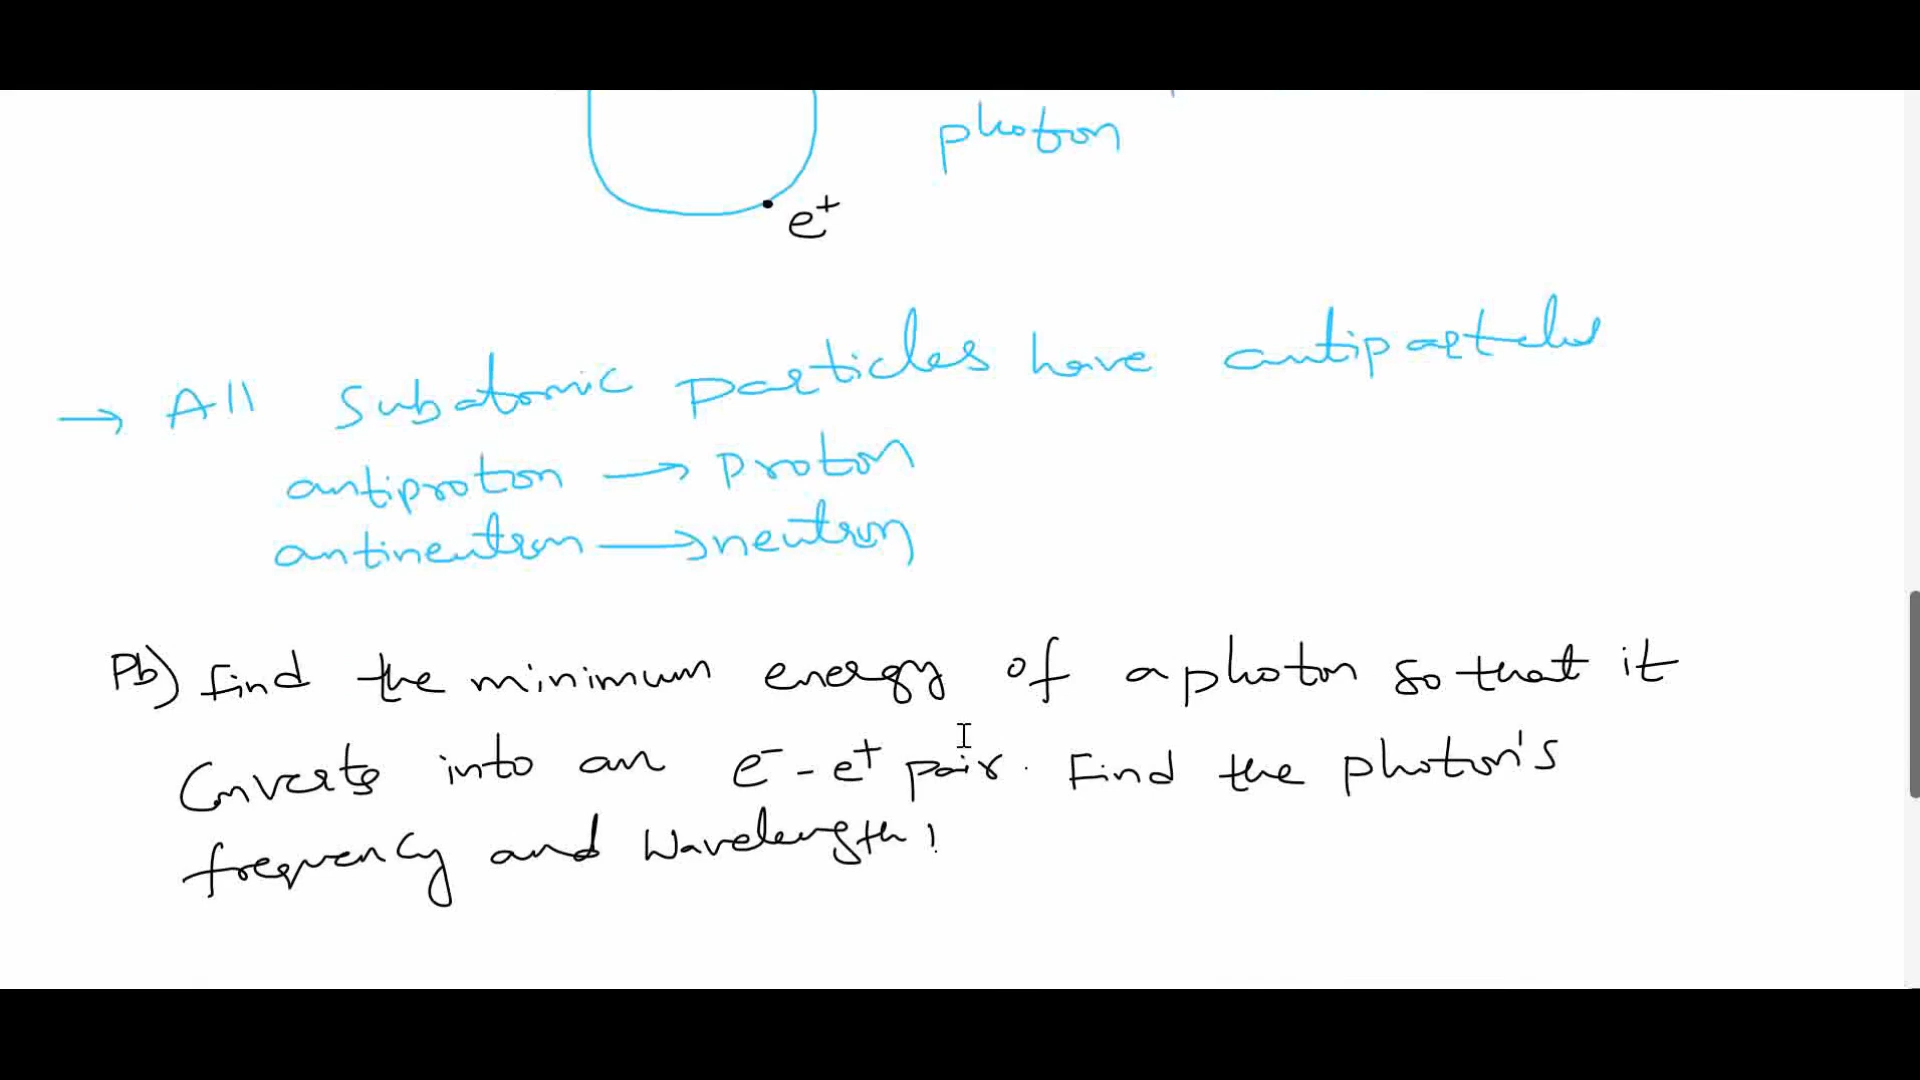 photon
e+
→ All Subatomic particles have antiparticles
antiproton → proton
antineutron → neutron
Pb) Find the minimum energy of a photon so that it
Converts into an e- - e+ pair. Find the photon's
frequency and wavelength!